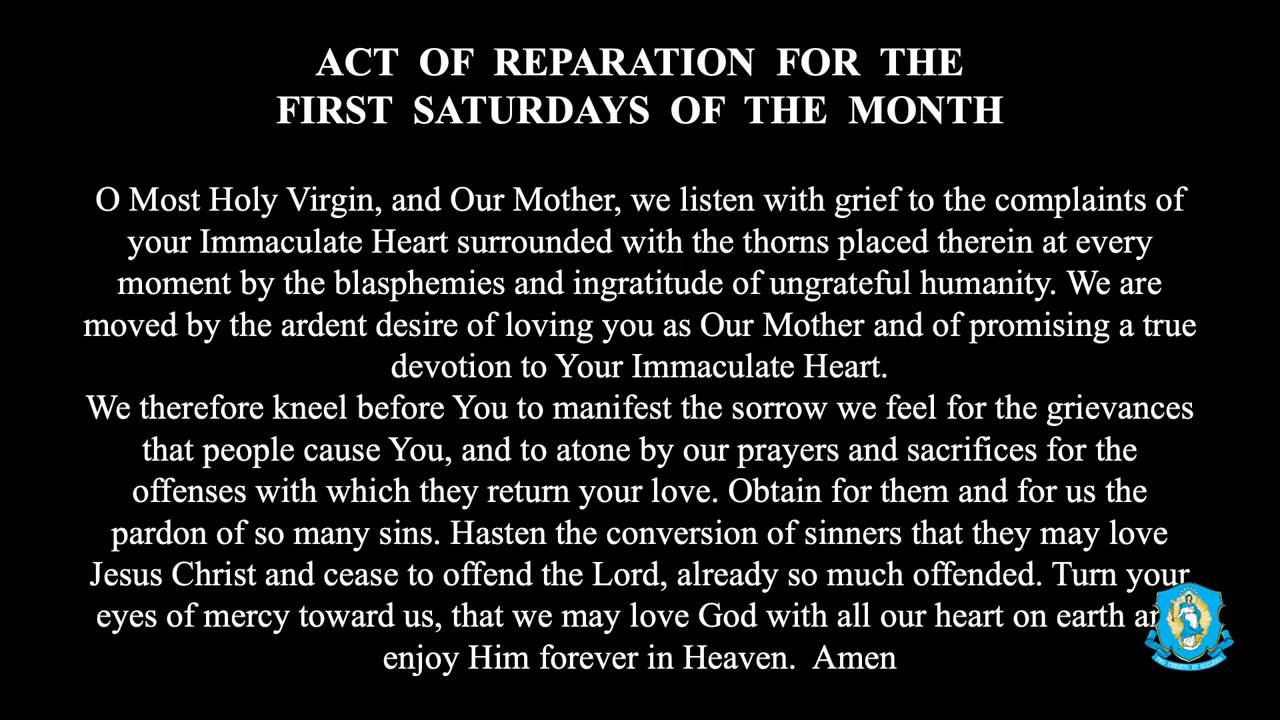 ACT OF REPARATION FOR THE
FIRST SATURDAYS OF THE MONTH
O Most Holy Virgin, and Our Mother, we listen with grief to the complaints of
your Immaculate Heart surrounded with the thorns placed therein at every
moment by the blasphemies and ingratitude of ungrateful humanity. We are
moved by the ardent desire of loving you as Our Mother and of promising a true
devotion to Your Immaculate Heart.
We therefore kneel before You to manifest the sorrow we feel for the grievances
that people cause You, and to atone by our prayers and sacrifices for the
offenses with which they return your love. Obtain for them and for us the
pardon of so many sins. Hasten the conversion of sinners that they may love
Jesus Christ and cease to offend the Lord, already so much offended. Turn your
eyes of mercy toward us, that we may love God with all our heart on earth an
enjoy Him forever in Heaven. Amen
PRO CHRISTO ET ECCLESIA